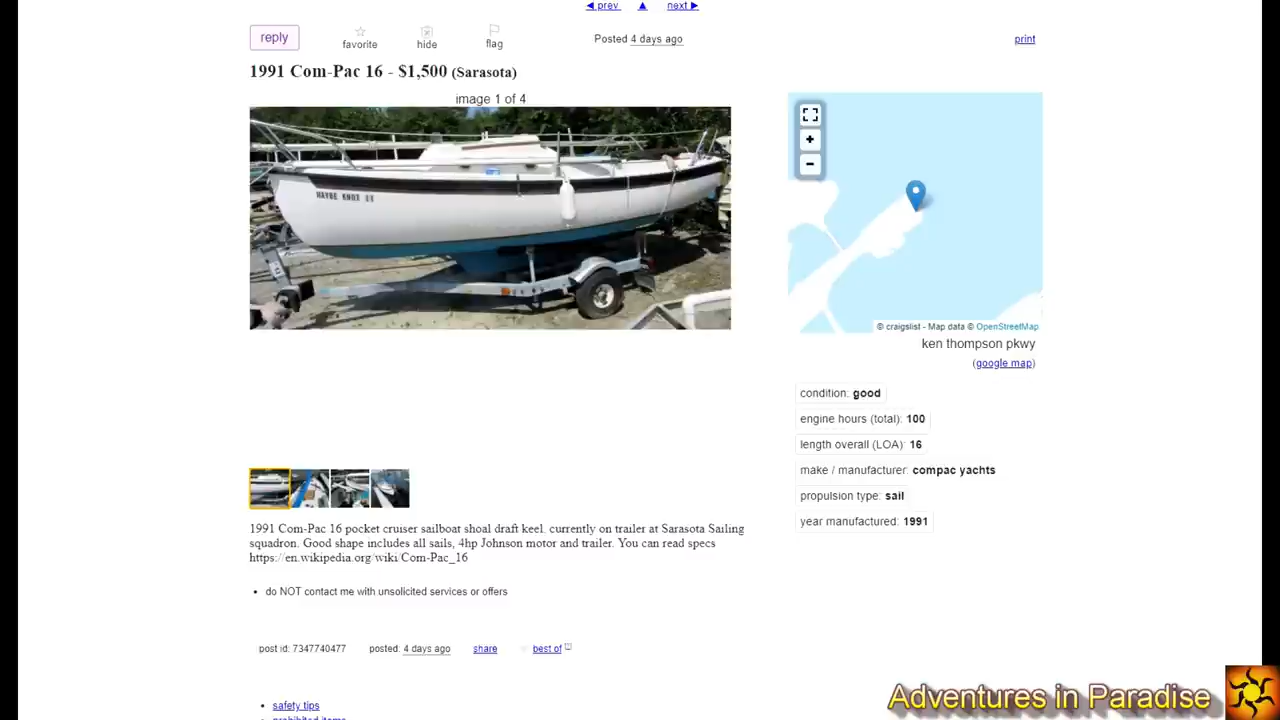 ◄ prev ▲ next ►
reply
favorite
hide
flag
Posted 4 days ago
print
1991 Com-Pac 16 - $1,500 (Sarasota)
image 1 of 4
MAYBE KNOT II
+
−
© craigslist - Map data © OpenStreetMap
ken thompson pkwy
(google map)
condition: good
engine hours (total): 100
length overall (LOA): 16
make / manufacturer: compac yachts
propulsion type: sail
year manufactured: 1991
1991 Com-Pac 16 pocket cruiser sailboat shoal draft keel. currently on trailer at Sarasota Sailing
squadron. Good shape includes all sails, 4hp Johnson motor and trailer. You can read specs
https://en.wikipedia.org/wiki/Com-Pac_16
• do NOT contact me with unsolicited services or offers
post id: 7347740477
posted: 4 days ago
share
best of [?]
• safety tips
• prohibited items
Adventures in Paradise